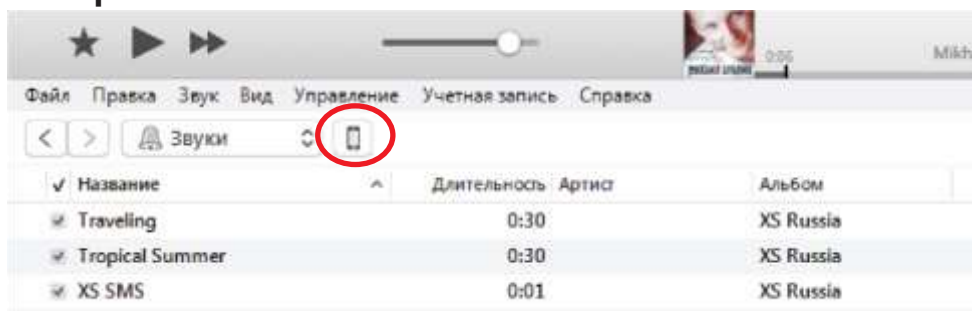 0:06
Файл Правка Звук Вид Управление Учетная запись Справка
Звуки
Название Длительность Артист Альбом
Traveling 0:30 XS Russia
Tropical Summer 0:30 XS Russia
XS SMS 0:01 XS Russia